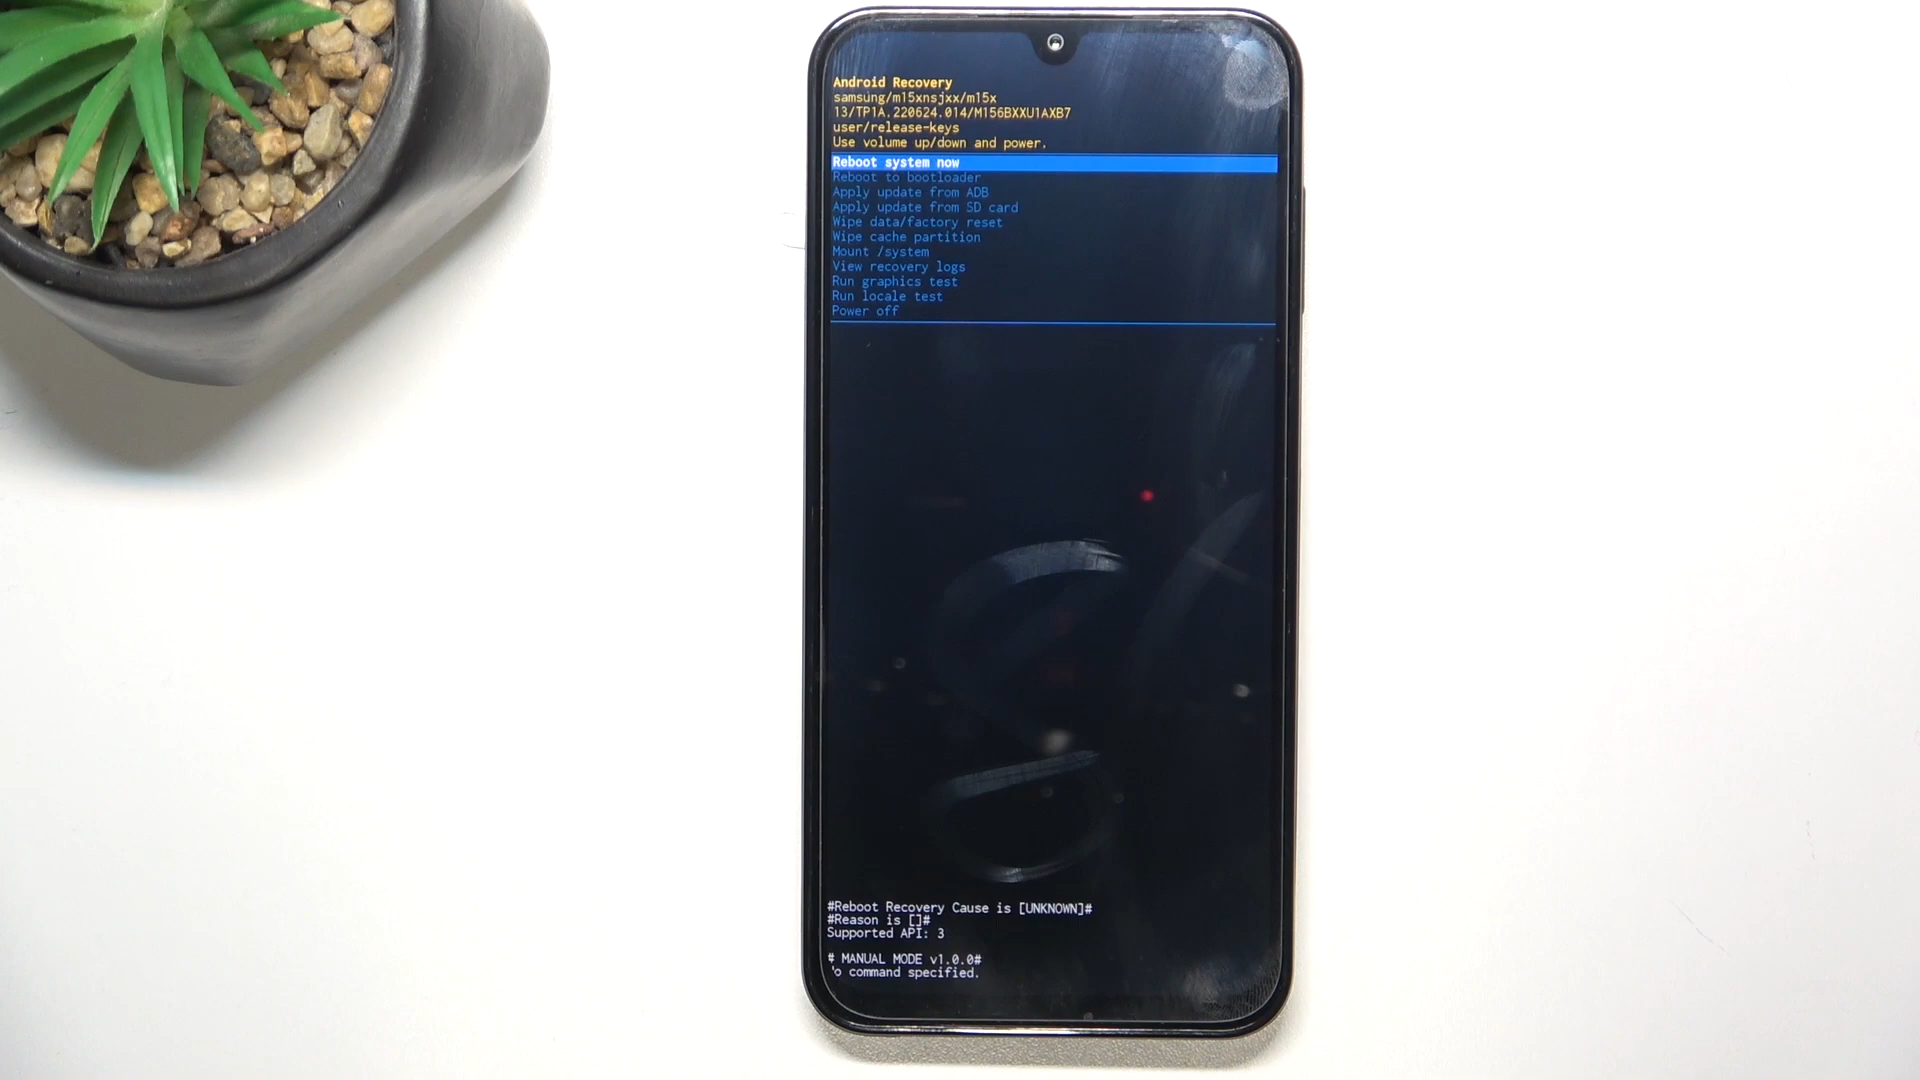 Android Recovery
samsung/m15xnsjxx/m15x
13/TP1A.220624.014/M156BXXU1AXB7
user/release-keys
Use volume up/down and power.
Reboot system now
Reboot to bootloader
Apply update from ADB
Apply update from SD card
Wipe data/factory reset
Wipe cache partition
Mount /system
View recovery logs
Run graphics test
Run locale test
Power off
#Reboot Recovery Cause is [UNKNOWN]#
#Reason is []#
Supported API: 3
# MANUAL MODE v1.0.0#
'o command specified.